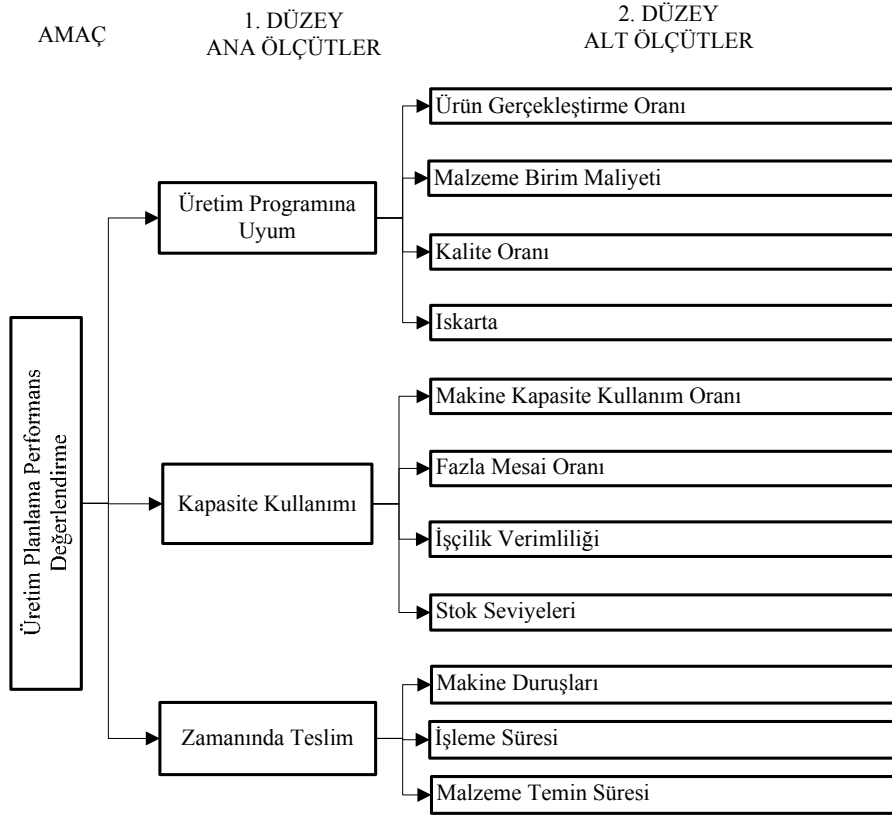 AMAÇ
1. DÜZEY
ANA ÖLÇÜTLER
2. DÜZEY
ALT ÖLÇÜTLER
Üretim Planlama Performans
Değerlendirme
Üretim Programına
Uyum
Ürün Gerçekleştirme Oranı
Malzeme Birim Maliyeti
Kalite Oranı
Iskarta
Kapasite Kullanımı
Makine Kapasite Kullanım Oranı
Fazla Mesai Oranı
İşçilik Verimliliği
Stok Seviyeleri
Zamanında Teslim
Makine Duruşları
İşleme Süresi
Malzeme Temin Süresi